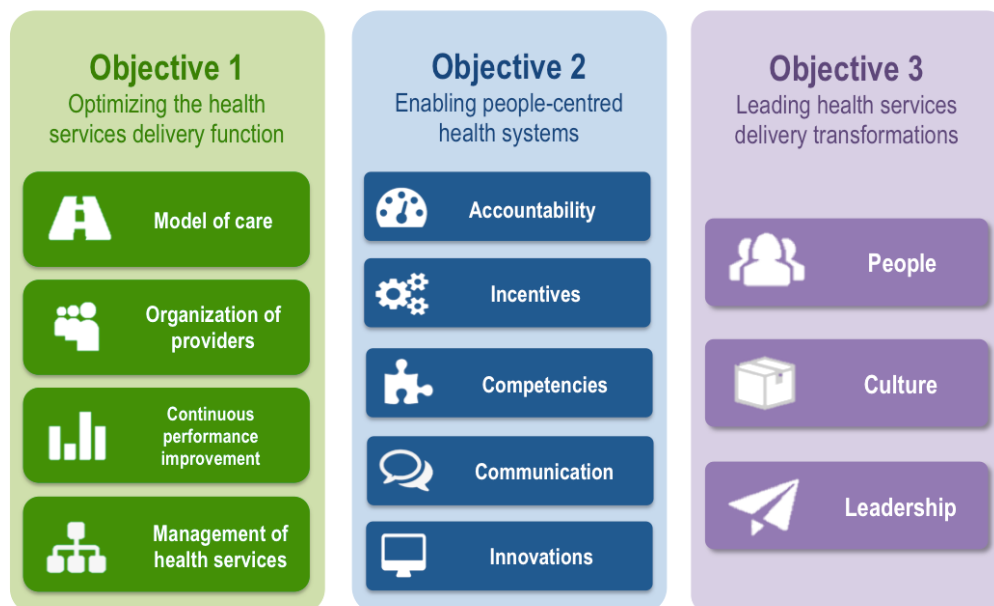 Objective 1
Optimizing the health
services delivery function
Model of care
Organization of
providers
Continuous
performance
improvement
Management of
health services
Objective 2
Enabling people-centred
health systems
Accountability
Incentives
Competencies
Communication
Innovations
Objective 3
Leading health services
delivery transformations
People
Culture
Leadership